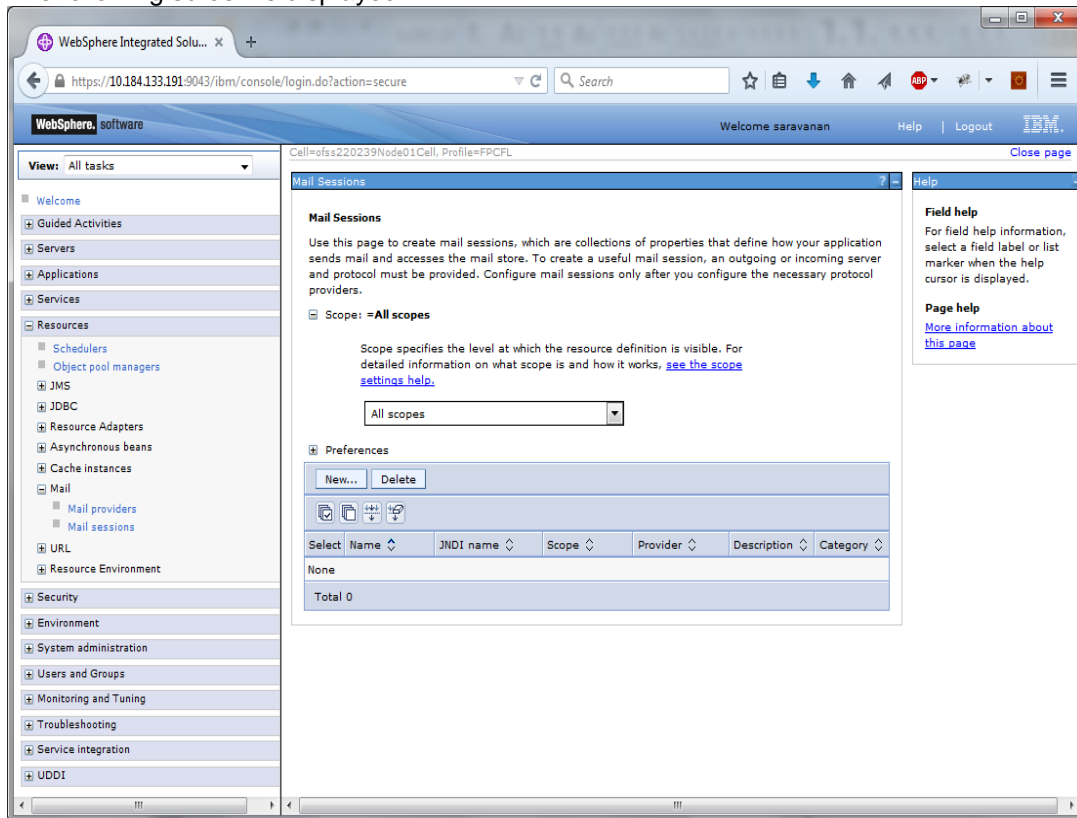 WebSphere Integrated Solu... × +
https://10.184.133.191:9043/ibm/console/login.do?action=secure
Search
ABP
WebSphere. software
Welcome saravanan
Help | Logout
IBM.
View: All tasks
Welcome
Guided Activities
Servers
Applications
Services
Resources
Schedulers
Object pool managers
JMS
JDBC
Resource Adapters
Asynchronous beans
Cache instances
Mail
Mail providers
Mail sessions
URL
Resource Environment
Security
Environment
System administration
Users and Groups
Monitoring and Tuning
Troubleshooting
Service integration
UDDI
Cell=ofss220239Node01Cell, Profile=FPCFL
Close page
Mail Sessions
? -
Mail Sessions
Use this page to create mail sessions, which are collections of properties that define how your application
sends mail and accesses the mail store. To create a useful mail session, an outgoing or incoming server
and protocol must be provided. Configure mail sessions only after you configure the necessary protocol
providers.
Scope: =All scopes
Scope specifies the level at which the resource definition is visible. For
detailed information on what scope is and how it works, see the scope
settings help.
All scopes
Preferences
New... Delete
Select Name JNDI name Scope Provider Description Category
None
Total 0
Help
Field help
For field help information,
select a field label or list
marker when the help
cursor is displayed.
Page help
More information about
this page